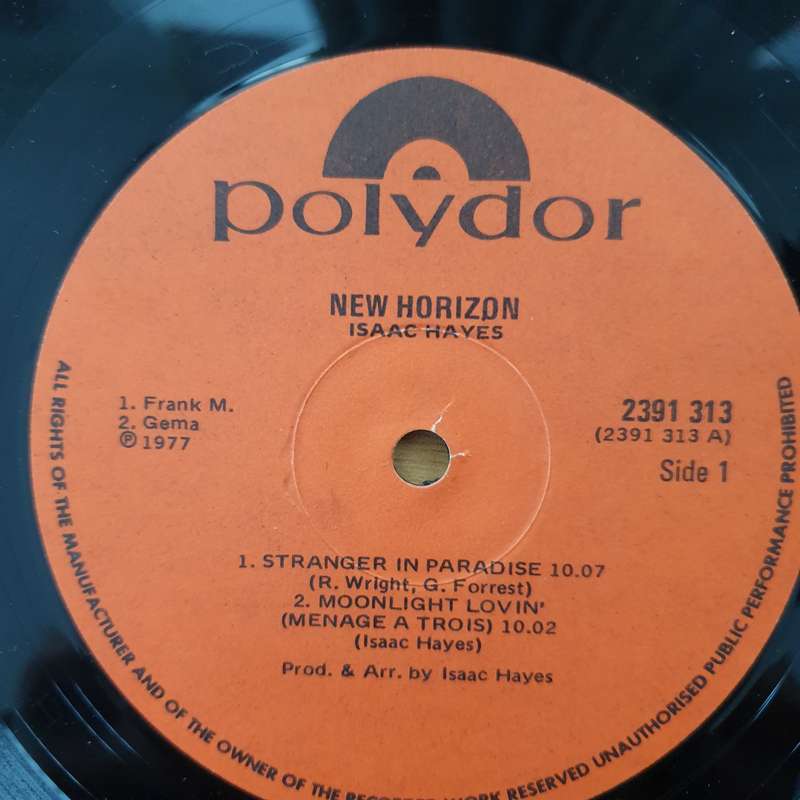 polydor
NEW HORIZØN
ISAAC HAYES
1. Frank M.
2. Gema
Ⓟ 1977
2391 313
(2391 313 A)
Side 1
1. STRANGER IN PARADISE 10.07
(R. Wright, G. Forrest)
2. MOONLIGHT LOVIN'
(MENAGE A TROIS) 10.02
(Isaac Hayes)
Prod. & Arr. by Isaac Hayes
ALL RIGHTS OF THE MANUFACTURER AND OF THE OWNER OF THE RECORDED WORK RESERVED UNAUTHORISED PUBLIC PERFORMANCE PROHIBITED